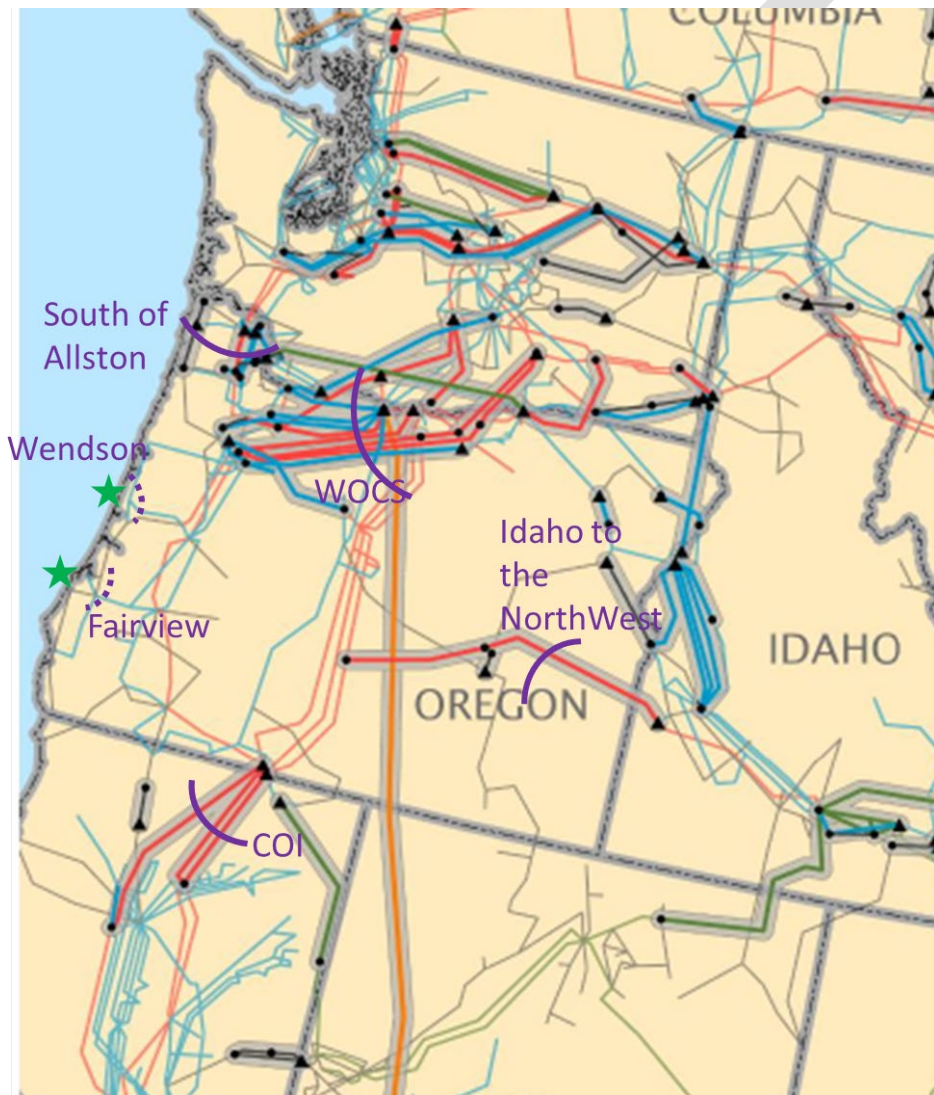 COLUMBIA
South of
Allston
Wendson
WOCS
Idaho to
the
NorthWest
Fairview
IDAHO
OREGON
COI